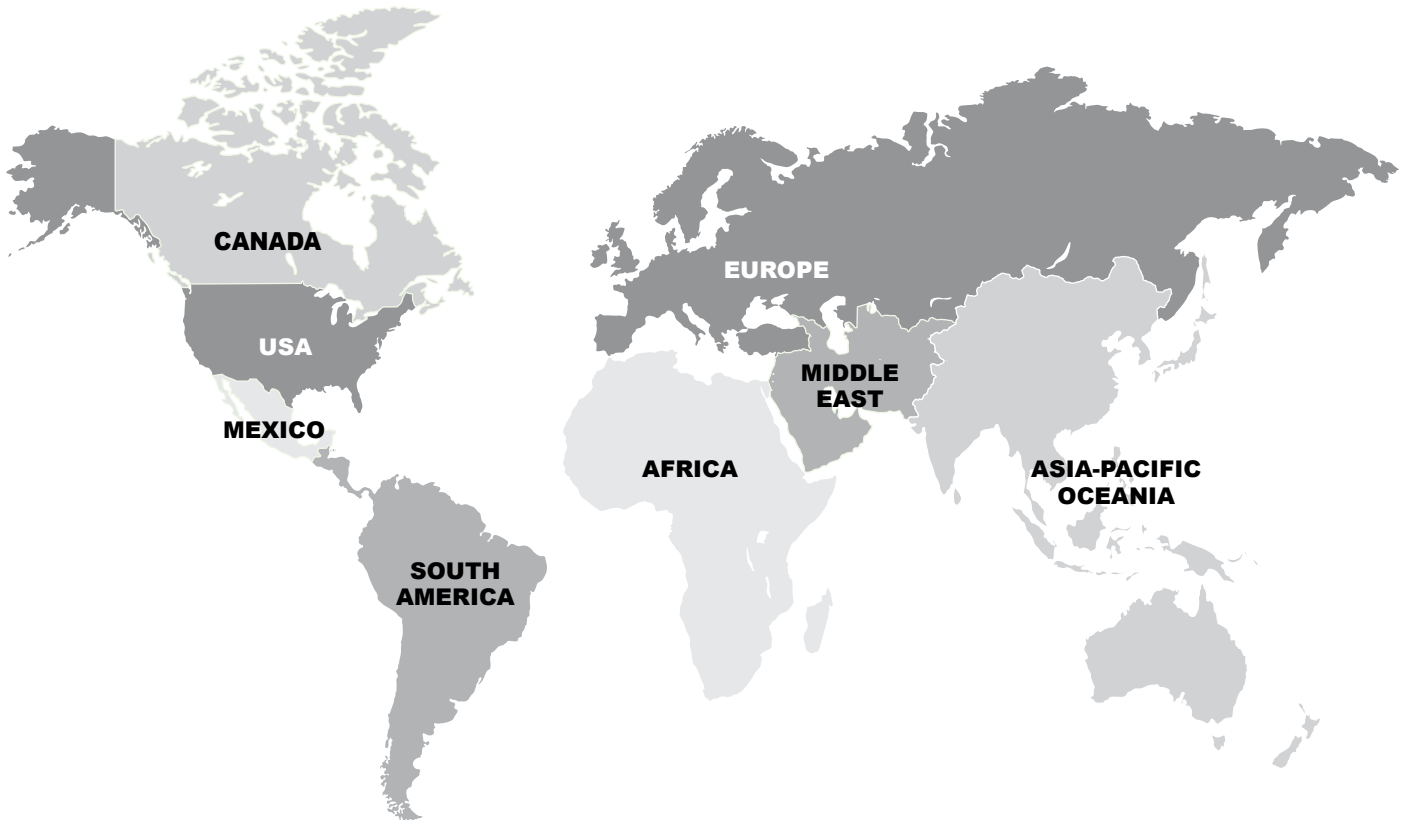 CANADA
USA
MEXICO
SOUTH
AMERICA
EUROPE
MIDDLE
EAST
AFRICA
ASIA-PACIFIC
OCEANIA